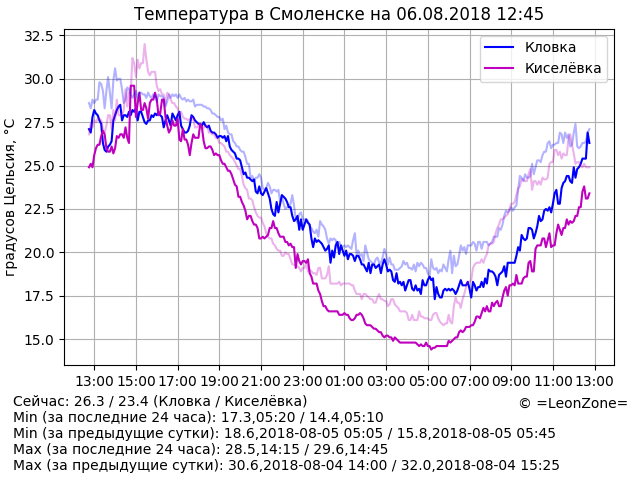 Температура в Смоленске на 06.08.2018 12:45
градусов Цельсия, °C
32.5
30.0
27.5
25.0
22.5
20.0
17.5
15.0
Кловка
Киселёвка
13:00 15:00 17:00 19:00 21:00 23:00 01:00 03:00 05:00 07:00 09:00 11:00 13:00
Сейчас: 26.3 / 23.4 (Кловка / Киселёвка)
© =LeonZone=
Min (за последние 24 часа): 17.3,05:20 / 14.4,05:10
Min (за предыдущие сутки): 18.6,2018-08-05 05:05 / 15.8,2018-08-05 05:45
Max (за последние 24 часа): 28.5,14:15 / 29.6,14:45
Max (за предыдущие сутки): 30.6,2018-08-04 14:00 / 32.0,2018-08-04 15:25